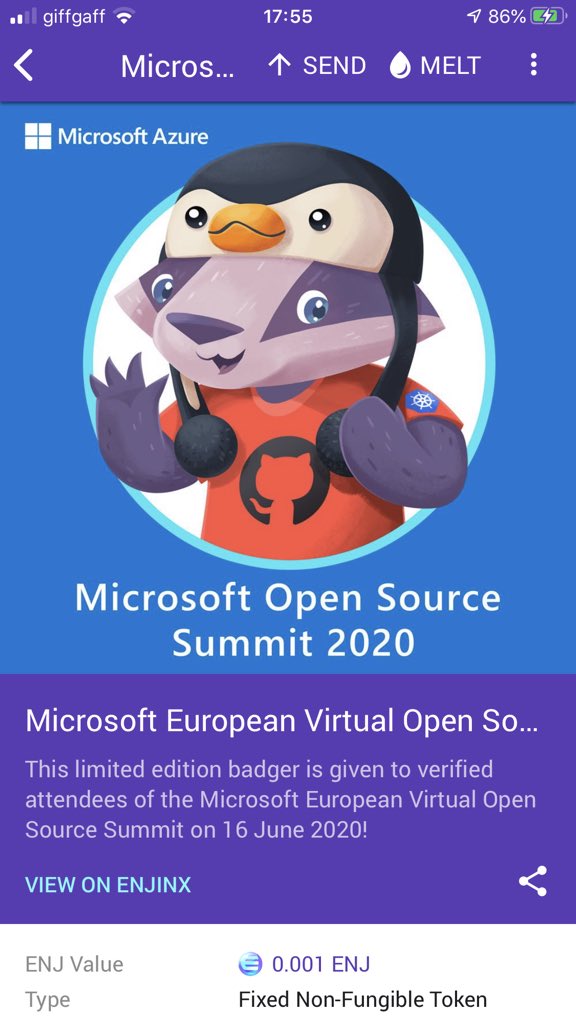 giffgaff 17:55 86%
Micros... SEND MELT
Microsoft Azure
Microsoft Open Source
Summit 2020
Microsoft European Virtual Open So...
This limited edition badger is given to verified
attendees of the Microsoft European Virtual Open
Source Summit on 16 June 2020!
VIEW ON ENJINX
ENJ Value 0.001 ENJ
Type Fixed Non-Fungible Token